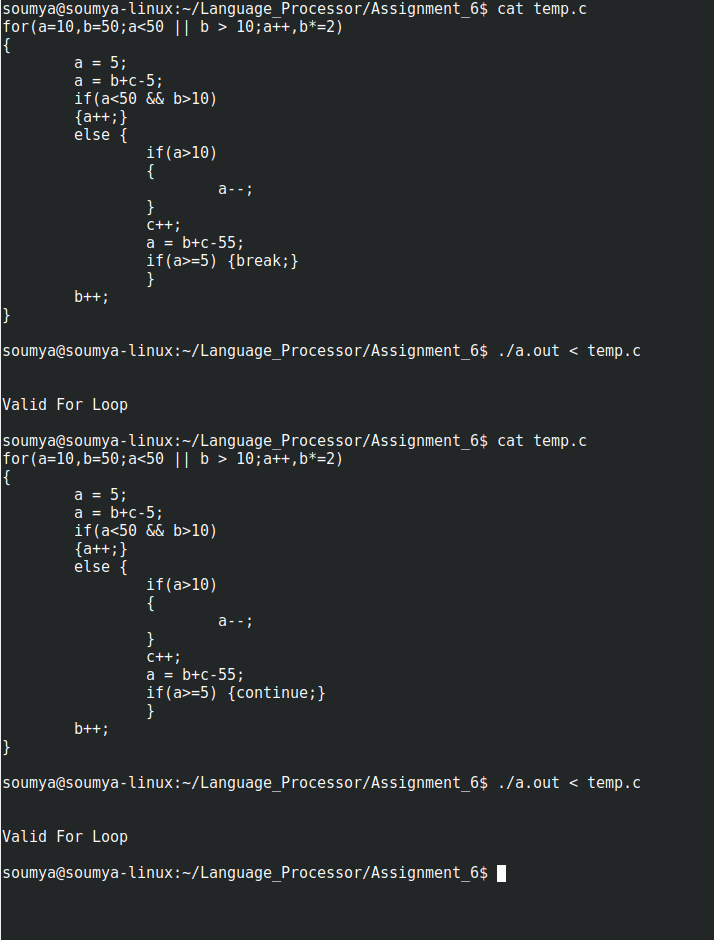 soumya@soumya-linux:~/Language_Processor/Assignment_6$ cat temp.c
for(a=10,b=50;a<50 || b > 10;a++,b*=2)
{
        a = 5;
        a = b+c-5;
        if(a<50 && b>10)
        {a++;}
        else {
                if(a>10)
                {
                        a--;
                }
                c++;
                a = b+c-55;
                if(a>=5) {break;}
                }
        b++;
}

soumya@soumya-linux:~/Language_Processor/Assignment_6$ ./a.out < temp.c


Valid For Loop

soumya@soumya-linux:~/Language_Processor/Assignment_6$ cat temp.c
for(a=10,b=50;a<50 || b > 10;a++,b*=2)
{
        a = 5;
        a = b+c-5;
        if(a<50 && b>10)
        {a++;}
        else {
                if(a>10)
                {
                        a--;
                }
                c++;
                a = b+c-55;
                if(a>=5) {continue;}
                }
        b++;
}

soumya@soumya-linux:~/Language_Processor/Assignment_6$ ./a.out < temp.c


Valid For Loop

soumya@soumya-linux:~/Language_Processor/Assignment_6$